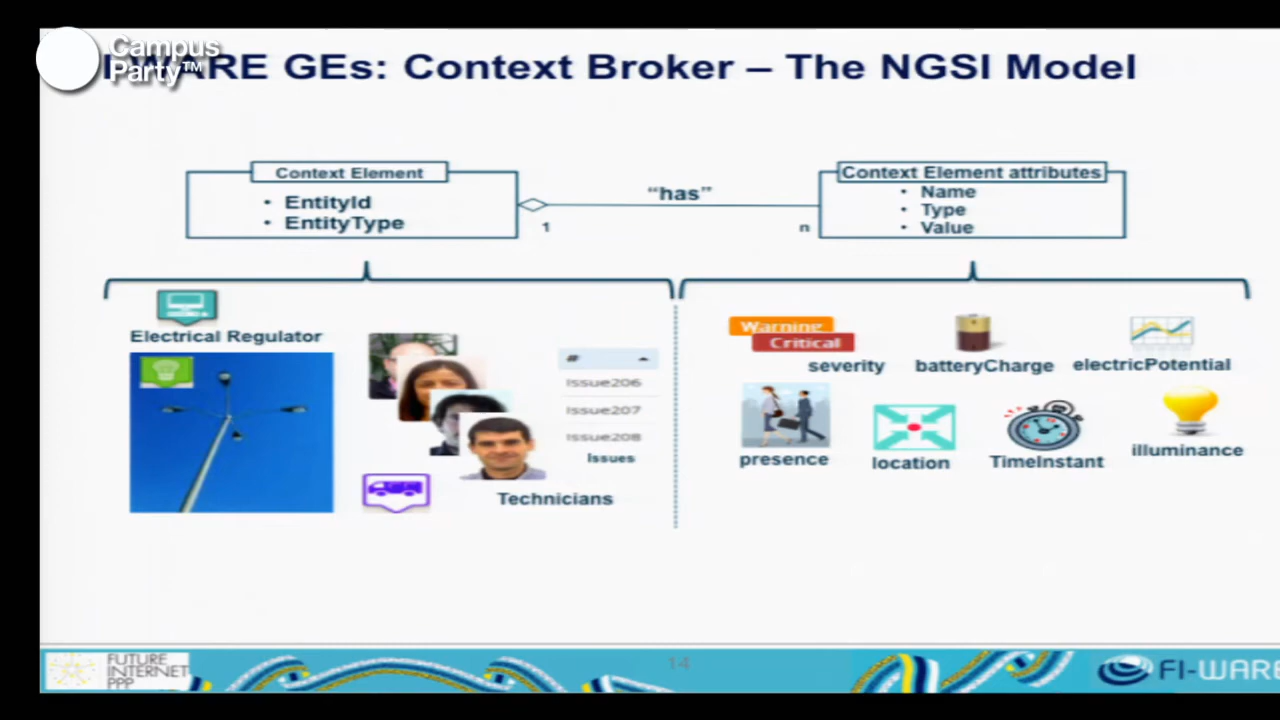 Campus
Party™
WARE GEs: Context Broker – The NGSI Model
Context Element
• EntityId
• EntityType
“has”
1
n
Context Element attributes
• Name
• Type
• Value
Electrical Regulator
#
Issue206
Issue207
Issue208
Issues
Technicians
Warning
Critical
severity
batteryCharge
electricPotential
presence
location
TimeInstant
illuminance
FUTURE
INTERNET
PPP
14
FI-WARE